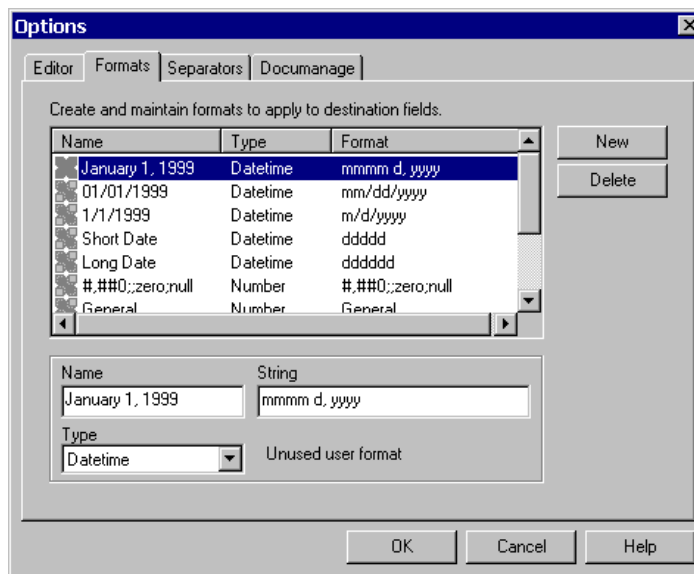 Options
Editor Formats Separators Documanage
Create and maintain formats to apply to destination fields.
Name Type Format
January 1, 1999 Datetime mmmm d, yyyy
01/01/1999 Datetime mm/dd/yyyy
1/1/1999 Datetime m/d/yyyy
Short Date Datetime ddddd
Long Date Datetime dddddd
#,##0;;zero;null Number #,##0;;zero;null
General Number General
New
Delete
Name String
January 1, 1999 mmmm d, yyyy
Type
Datetime Unused user format
OK Cancel Help